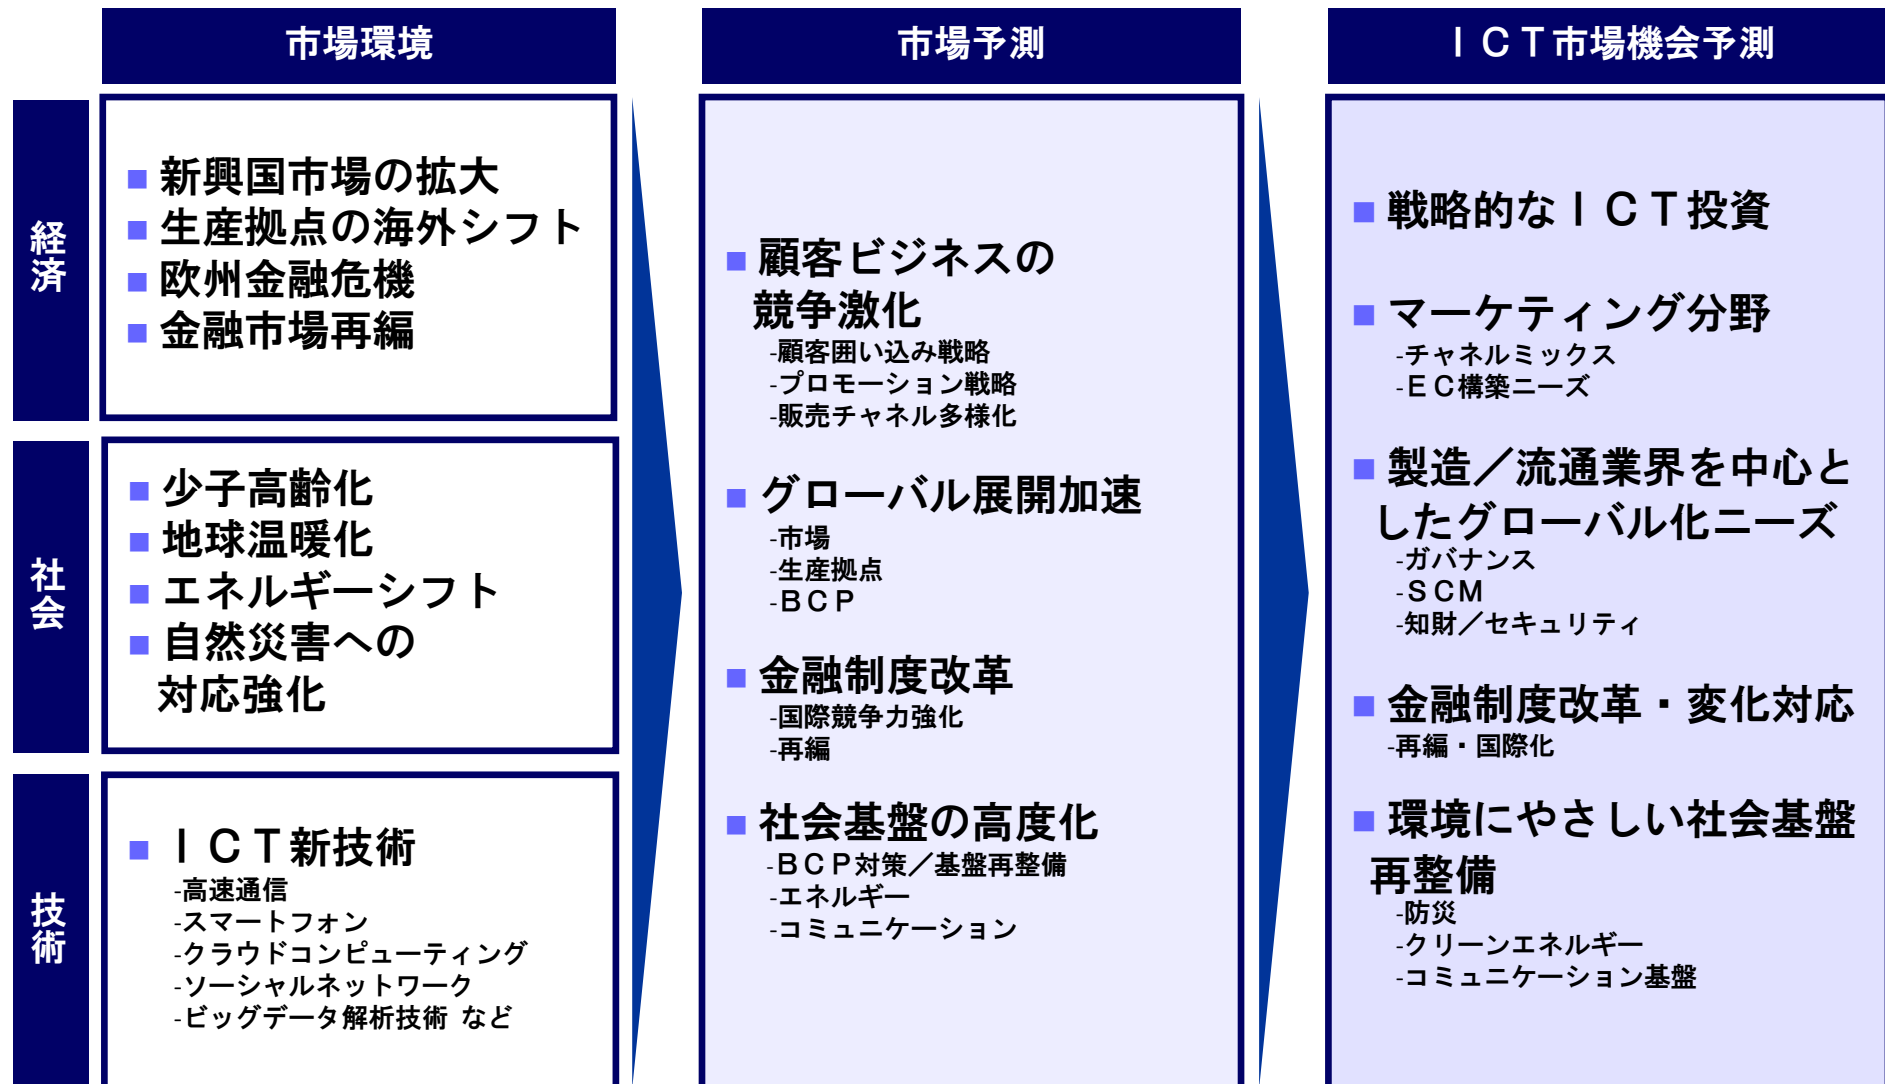 市場環境
市場予測
ＩＣＴ市場機会予測
経済
■新興国市場の拡大
■生産拠点の海外シフト
■欧州金融危機
■金融市場再編
社会
■少子高齢化
■地球温暖化
■エネルギーシフト
■自然災害への
対応強化
技術
■ＩＣＴ新技術
-高速通信
-スマートフォン
-クラウドコンピューティング
-ソーシャルネットワーク
-ビッグデータ解析技術 など
■顧客ビジネスの
競争激化
-顧客囲い込み戦略
-プロモーション戦略
-販売チャネル多様化
■グローバル展開加速
-市場
-生産拠点
-ＢＣＰ
■金融制度改革
-国際競争力強化
-再編
■社会基盤の高度化
-ＢＣＰ対策／基盤再整備
-エネルギー
-コミュニケーション
■戦略的なＩＣＴ投資
■マーケティング分野
-チャネルミックス
-ＥＣ構築ニーズ
■製造／流通業界を中心と
したグローバル化ニーズ
-ガバナンス
-ＳＣＭ
-知財／セキュリティ
■金融制度改革・変化対応
-再編・国際化
■環境にやさしい社会基盤
再整備
-防災
-クリーンエネルギー
-コミュニケーション基盤